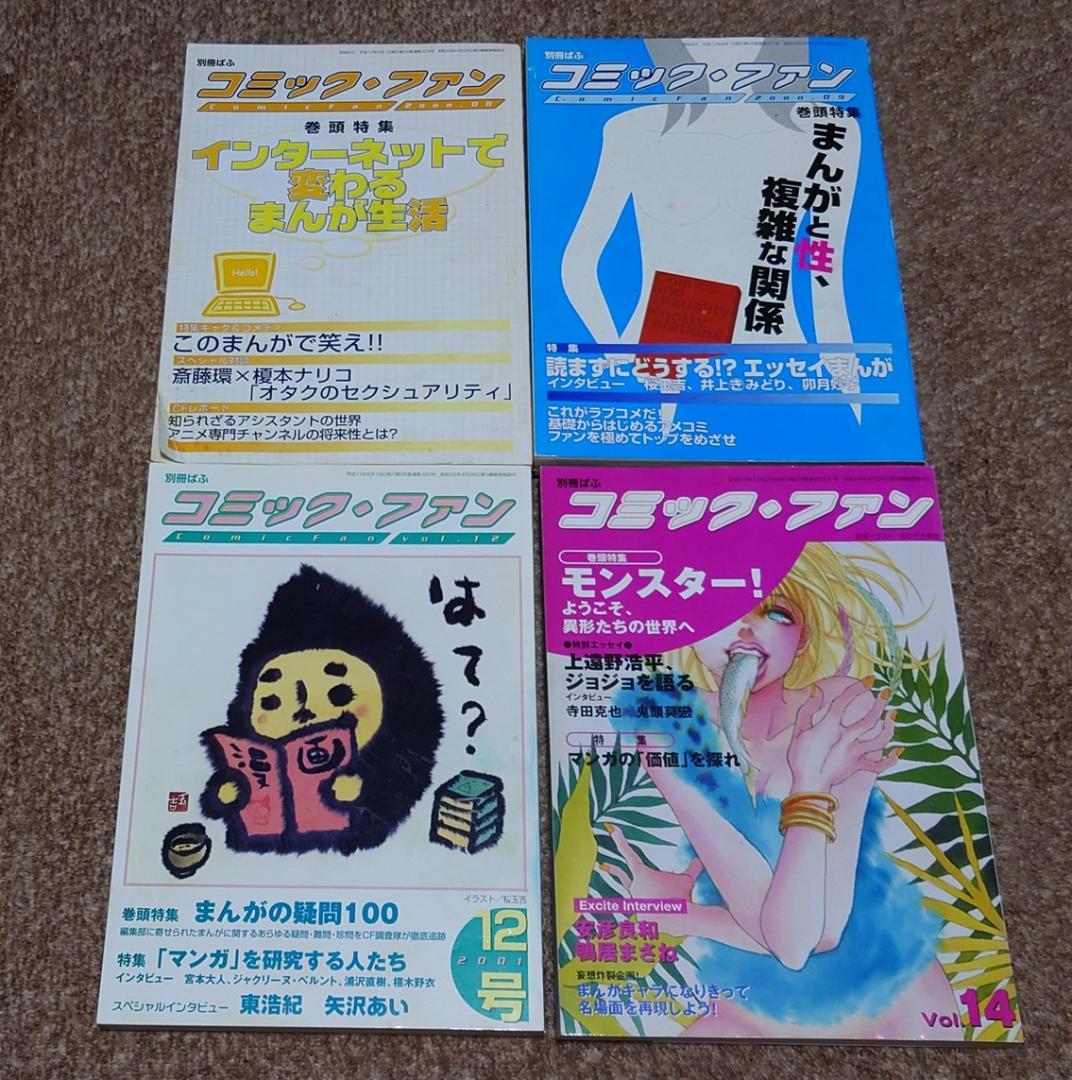 別冊ぱふ
コミック・ファン
ComicFan 2000.08
巻頭特集
インターネットで
変わる
まんが生活
Hello!
特集ギャグ&コメディ
このまんがで笑え!!
スペシャル対談
斎藤環×榎本ナリコ
「オタクのセクシュアリティ」
CFレポート
知られざるアシスタントの世界
アニメ専門チャンネルの将来性とは?
別冊ぱふ
コミック・ファン
ComicFan 2000.09
巻頭特集
まんがと性、
複雑な関係
Comics
and
Sexuality
Knotty
relations
特集
読まずにどうする!? エッセイまんが
インタビュー 桜玉吉、井上きみどり、卯月妙子
これがラブコメだ!
基礎からはじめるアメコミ
ファンを極めてトップをめざせ
別冊ぱふ
コミック・ファン
ComicFan vol.12
はて?
漫画
玉吉
イラスト/桜玉吉
巻頭特集 まんがの疑問100
編集部に寄せられたまんがに関するあらゆる疑問・難問・珍問をCF調査隊が徹底追跡
特集 「マンガ」を研究する人たち
インタビュー 宮本大人、ジャクリーヌ・ベルント、浦沢直樹、椹木野衣
スペシャルインタビュー 東浩紀 矢沢あい
12
2001
号
別冊ぱふ
コミック・ファン
巻頭特集
モンスター!
ようこそ、
異形たちの世界へ
●特別エッセイ●
上遠野浩平、
ジョジョを語る
インタビュー
寺田克也 鬼頭莫宏
特集
マンガの「価値」を探れ
Excite Interview
安彦良和
鴨居まさね
妄想炸裂企画!
まんがキャラになりきって
名場面を再現しよう!
Vol.14